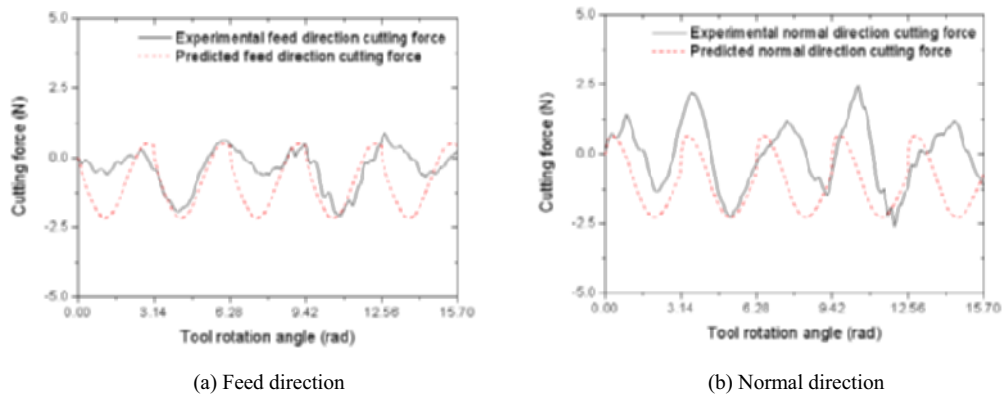 5.0
Experimental feed direction cutting force
Predicted feed direction cutting force
2.5
0.0
-2.5
-5.0
Cutting force (N)
0.00 3.14 6.28 9.42 12.56 15.70
Tool rotation angle (rad)
(a) Feed direction
5.0
Experimental normal direction cutting force
Predicted normal direction cutting force
2.5
0.0
-2.5
-5.0
Cutting force (N)
0.00 3.14 6.28 9.42 12.56 15.70
Tool rotation angle (rad)
(b) Normal direction